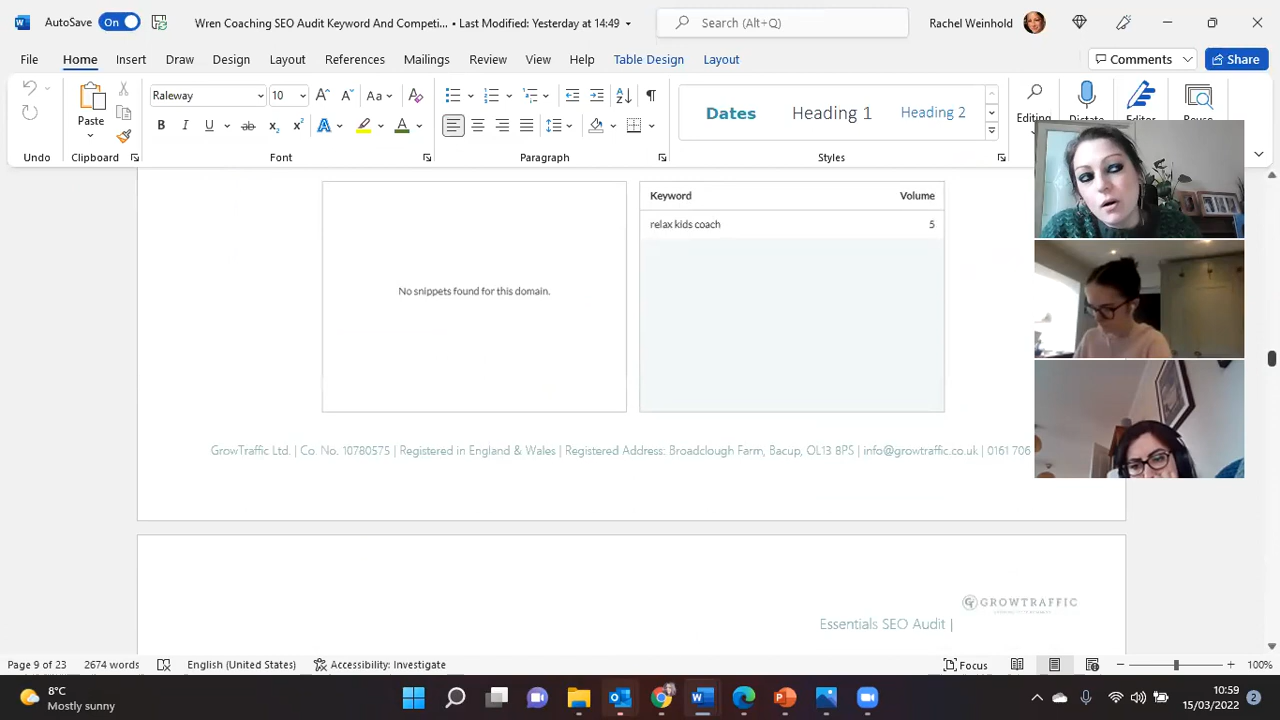 AutoSave On Wren Coaching SEO Audit Keyword And Competi... • Last Modified: Yesterday at 14:49 Search (Alt+Q) Rachel Weinhold
File Home Insert Draw Design Layout References Mailings Review View Help Table Design Layout Comments Share
Raleway 10 Aa Dates Heading 1 Heading 2
Paste Editing Dictate Editor
Undo Clipboard Font Paragraph Styles
Keyword Volume
relax kids coach 5
No snippets found for this domain.
GrowTraffic Ltd. | Co. No. 10780575 | Registered in England & Wales | Registered Address: Broadclough Farm, Bacup, OL13 8PS | info@growtraffic.co.uk | 0161 706
GROWTRAFFIC
Essentials SEO Audit |
Page 9 of 23 2674 words English (United States) Accessibility: Investigate Focus 100%
8°C 10:59
Mostly sunny 15/03/2022 2